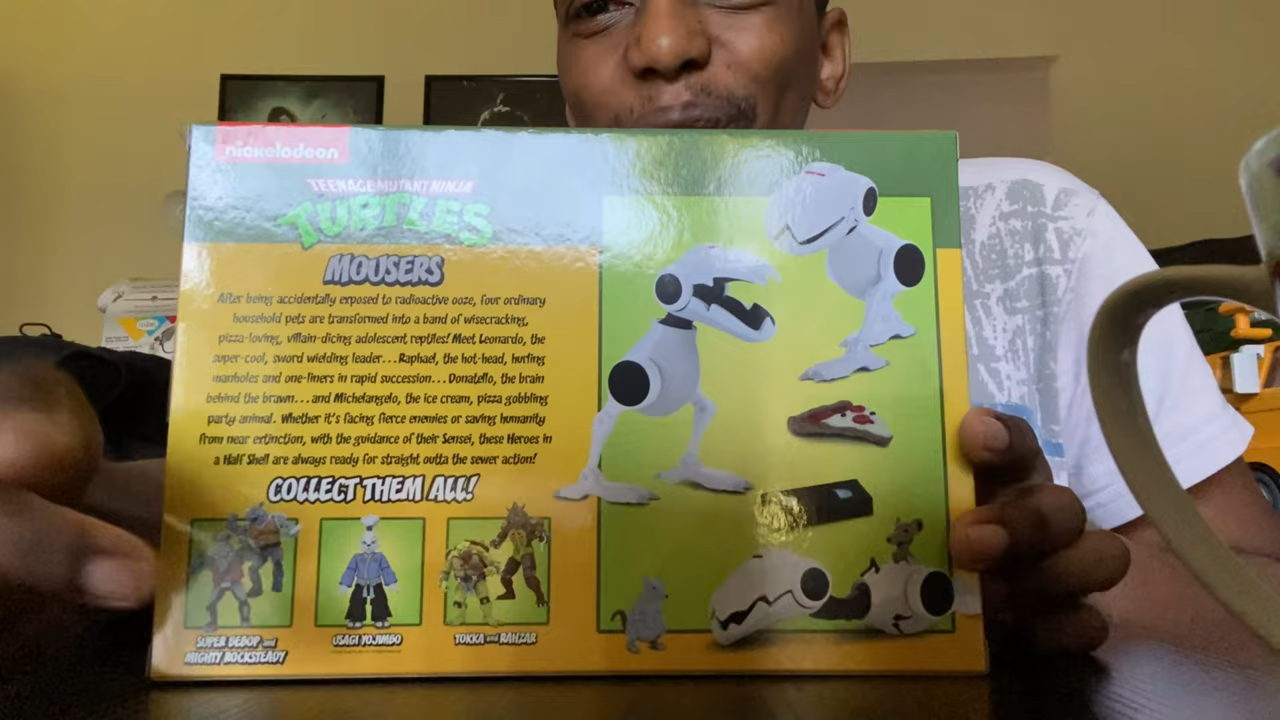 nickelodeon
TEENAGE MUTANT NINJA
TURTLES
MOUSERS
After being accidentally exposed to radioactive ooze, four ordinary
household pets are transformed into a band of wisecracking,
pizza-loving, villain-dicing adolescent reptiles! Meet Leonardo, the
super-cool, sword wielding leader...Raphael, the hot-head, hurling
manholes and one-liners in rapid succession...Donatello, the brain
behind the brawn...and Michelangelo, the ice cream, pizza gobbling
party animal. Whether it's facing fierce enemies or saving humanity
from near extinction, with the guidance of their Sensei, these Heroes in
a Half Shell are always ready for straight outta the sewer action!
COLLECT THEM ALL!
SUPER BEBOP and
MIGHTY ROCKSTEADY
USAGI YOJIMBO
TOKKA and RAHZAR